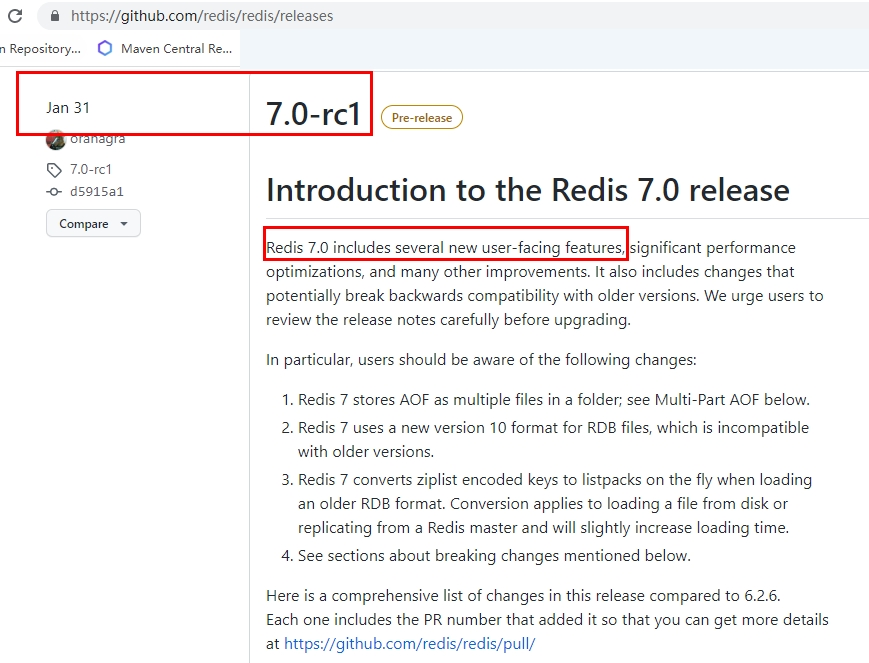 https://github.com/redis/redis/releases
n Repository...
Maven Central Re...
Jan 31
oranagra
7.0-rc1
d5915a1
Compare
7.0-rc1
Pre-release
Introduction to the Redis 7.0 release
Redis 7.0 includes several new user-facing features, significant performance
optimizations, and many other improvements. It also includes changes that
potentially break backwards compatibility with older versions. We urge users to
review the release notes carefully before upgrading.
In particular, users should be aware of the following changes:
1. Redis 7 stores AOF as multiple files in a folder; see Multi-Part AOF below.
2. Redis 7 uses a new version 10 format for RDB files, which is incompatible
with older versions.
3. Redis 7 converts ziplist encoded keys to listpacks on the fly when loading
an older RDB format. Conversion applies to loading a file from disk or
replicating from a Redis master and will slightly increase loading time.
4. See sections about breaking changes mentioned below.
Here is a comprehensive list of changes in this release compared to 6.2.6.
Each one includes the PR number that added it so that you can get more details
at https://github.com/redis/redis/pull/